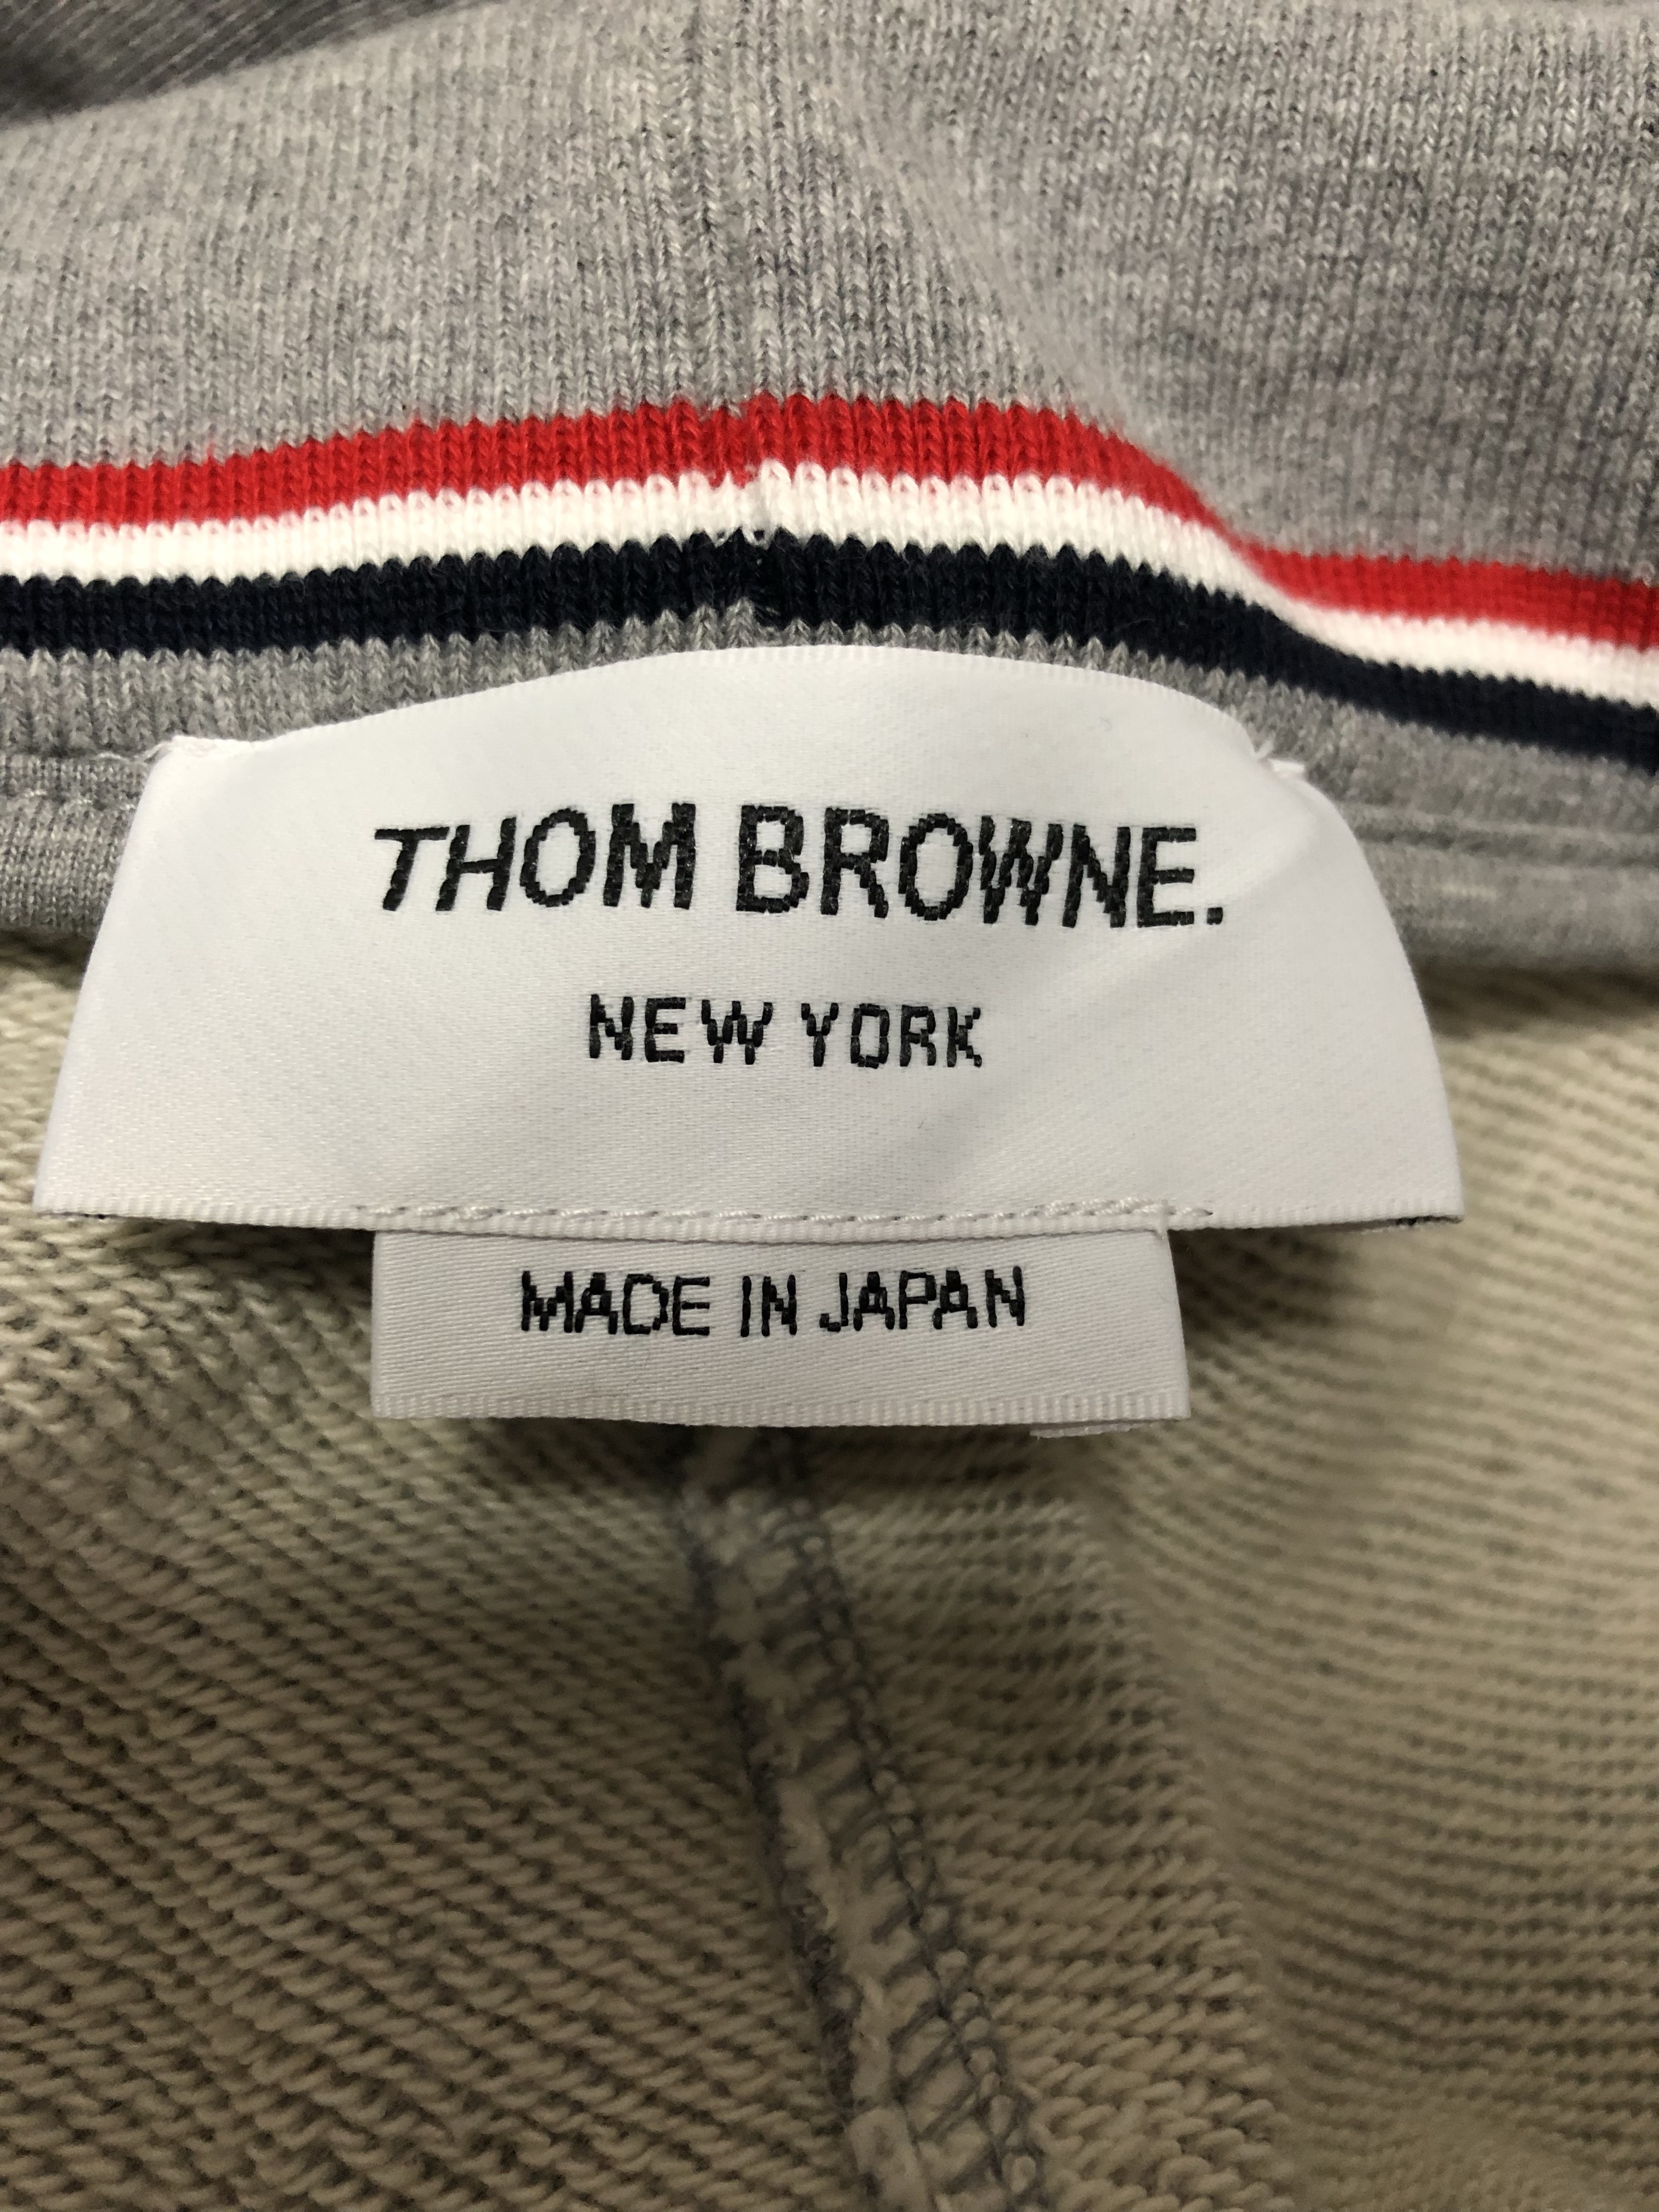 THOM BROWNE.
NEW YORK
MADE IN JAPAN